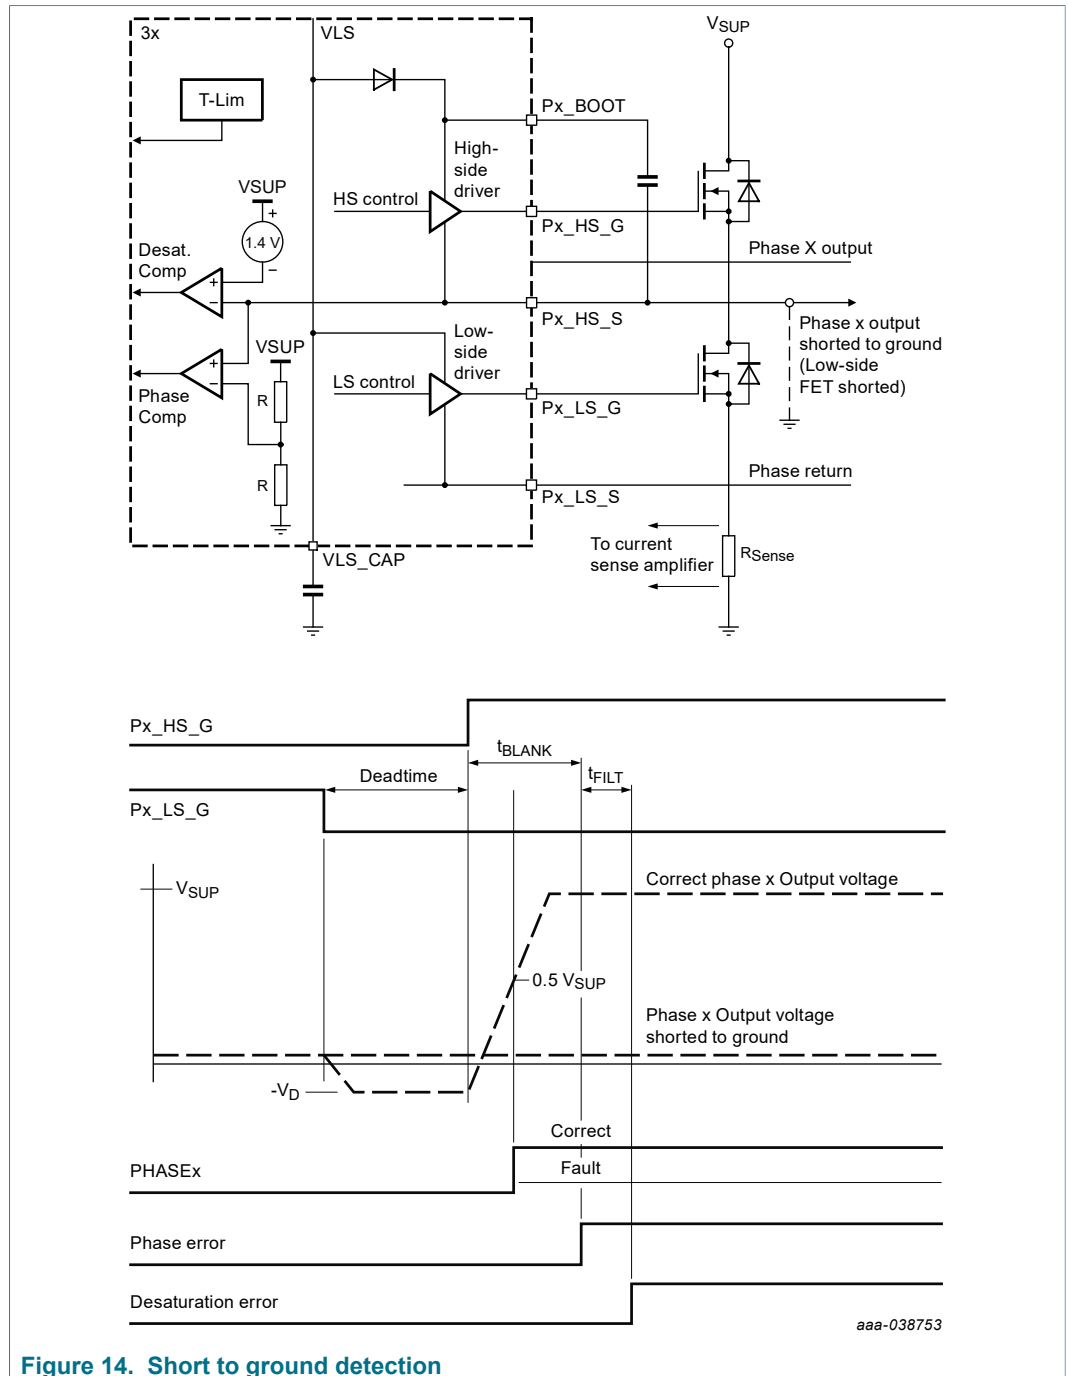 3x
VLS
VSUP
T-Lim
Px_BOOT
High-
side
driver
VSUP
HS control
+
1.4 V
−
Px_HS_G
Desat.
Comp
Phase X output
+
−
Px_HS_S
Low-
side
driver
Phase x output
shorted to ground
(Low-side
FET shorted)
VSUP
+
−
LS control
Phase
Comp
R
Px_LS_G
R
Phase return
Px_LS_S
To current
sense amplifier
RSense
VLS_CAP
Px_HS_G
tBLANK
Deadtime
tFILT
Px_LS_G
VSUP
Correct phase x Output voltage
0.5 VSUP
Phase x Output voltage
shorted to ground
-VD
Correct
PHASEx
Fault
Phase error
Desaturation error
aaa-038753
Figure 14. Short to ground detection